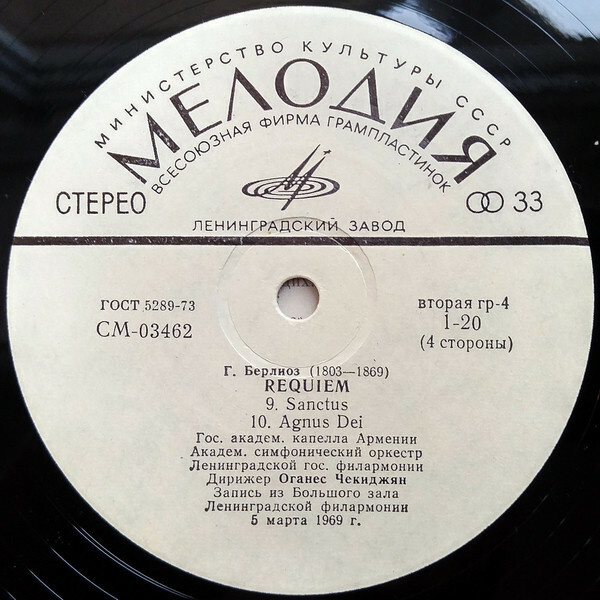 МИНИСТЕРСТВО КУЛЬТУРЫ СССР
МЕЛОДИЯ
ВСЕСОЮЗНАЯ ФИРМА ГРАМПЛАСТИНОК
СТЕРЕО
33
ЛЕНИНГРАДСКИЙ ЗАВОД
ГОСТ 5289-73
СМ-03462
вторая гр-4
1-20
(4 стороны)
Г. Берлиоз (1803—1869)
REQUIEM
9. Sanctus
10. Agnus Dei
Гос. академ. капелла Армении
Академ. симфонический оркестр
Ленинградской гос. филармонии
Дирижер Оганес Чекиджян
Запись из Большого зала
Ленинградской филармонии
5 марта 1969 г.